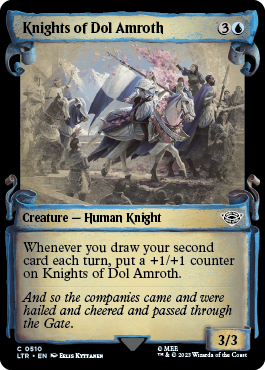 Knights of Dol Amroth 3
Creature — Human Knight
Whenever you draw your second
card each turn, put a +1/+1 counter
on Knights of Dol Amroth.
And so the companies came and were
hailed and cheered and passed through
the Gate.
3/3
C 0510
LTR • EN Eelis Kyttanen
© MEE
™ & © 2023 Wizards of the Coast